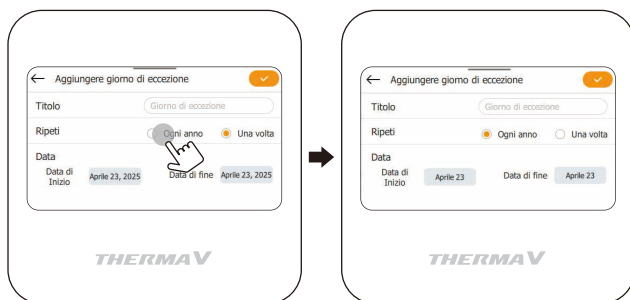 ← Aggiungere giorno di eccezione
Titolo Giorno di eccezione
Ripeti Ogni anno Una volta
Data
Data di Inizio Aprile 23, 2025 Data di fine Aprile 23, 2025
THERMAV
← Aggiungere giorno di eccezione
Titolo Giorno di eccezione
Ripeti Ogni anno Una volta
Data
Data di Inizio Aprile 23 Data di fine Aprile 23
THERMAV